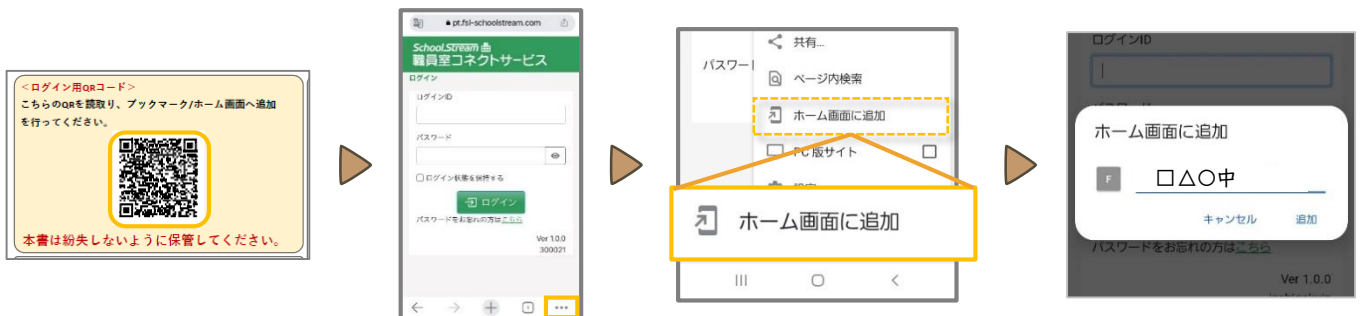 ＜ログイン用QRコード＞
こちらのQRを読取り、ブックマーク/ホーム画面へ追加
を行ってください。
本書は紛失しないように保管してください。
pt.fsl-schoolstream.com
School.Stream
職員室コネクトサービス
ログイン
ログインID
パスワード
ログイン状態を保持する
ログイン
パスワードをお忘れの方はこちら
Ver 1.0.0
300021
1
共有...
パスワー
ページ内検索
ホーム画面に追加
PC 版サイト
ホーム画面に追加
ログインID
ホーム画面に追加
F
□△○中
キャンセル 追加
パスワードをお忘れの方はこちら
Ver 1.0.0